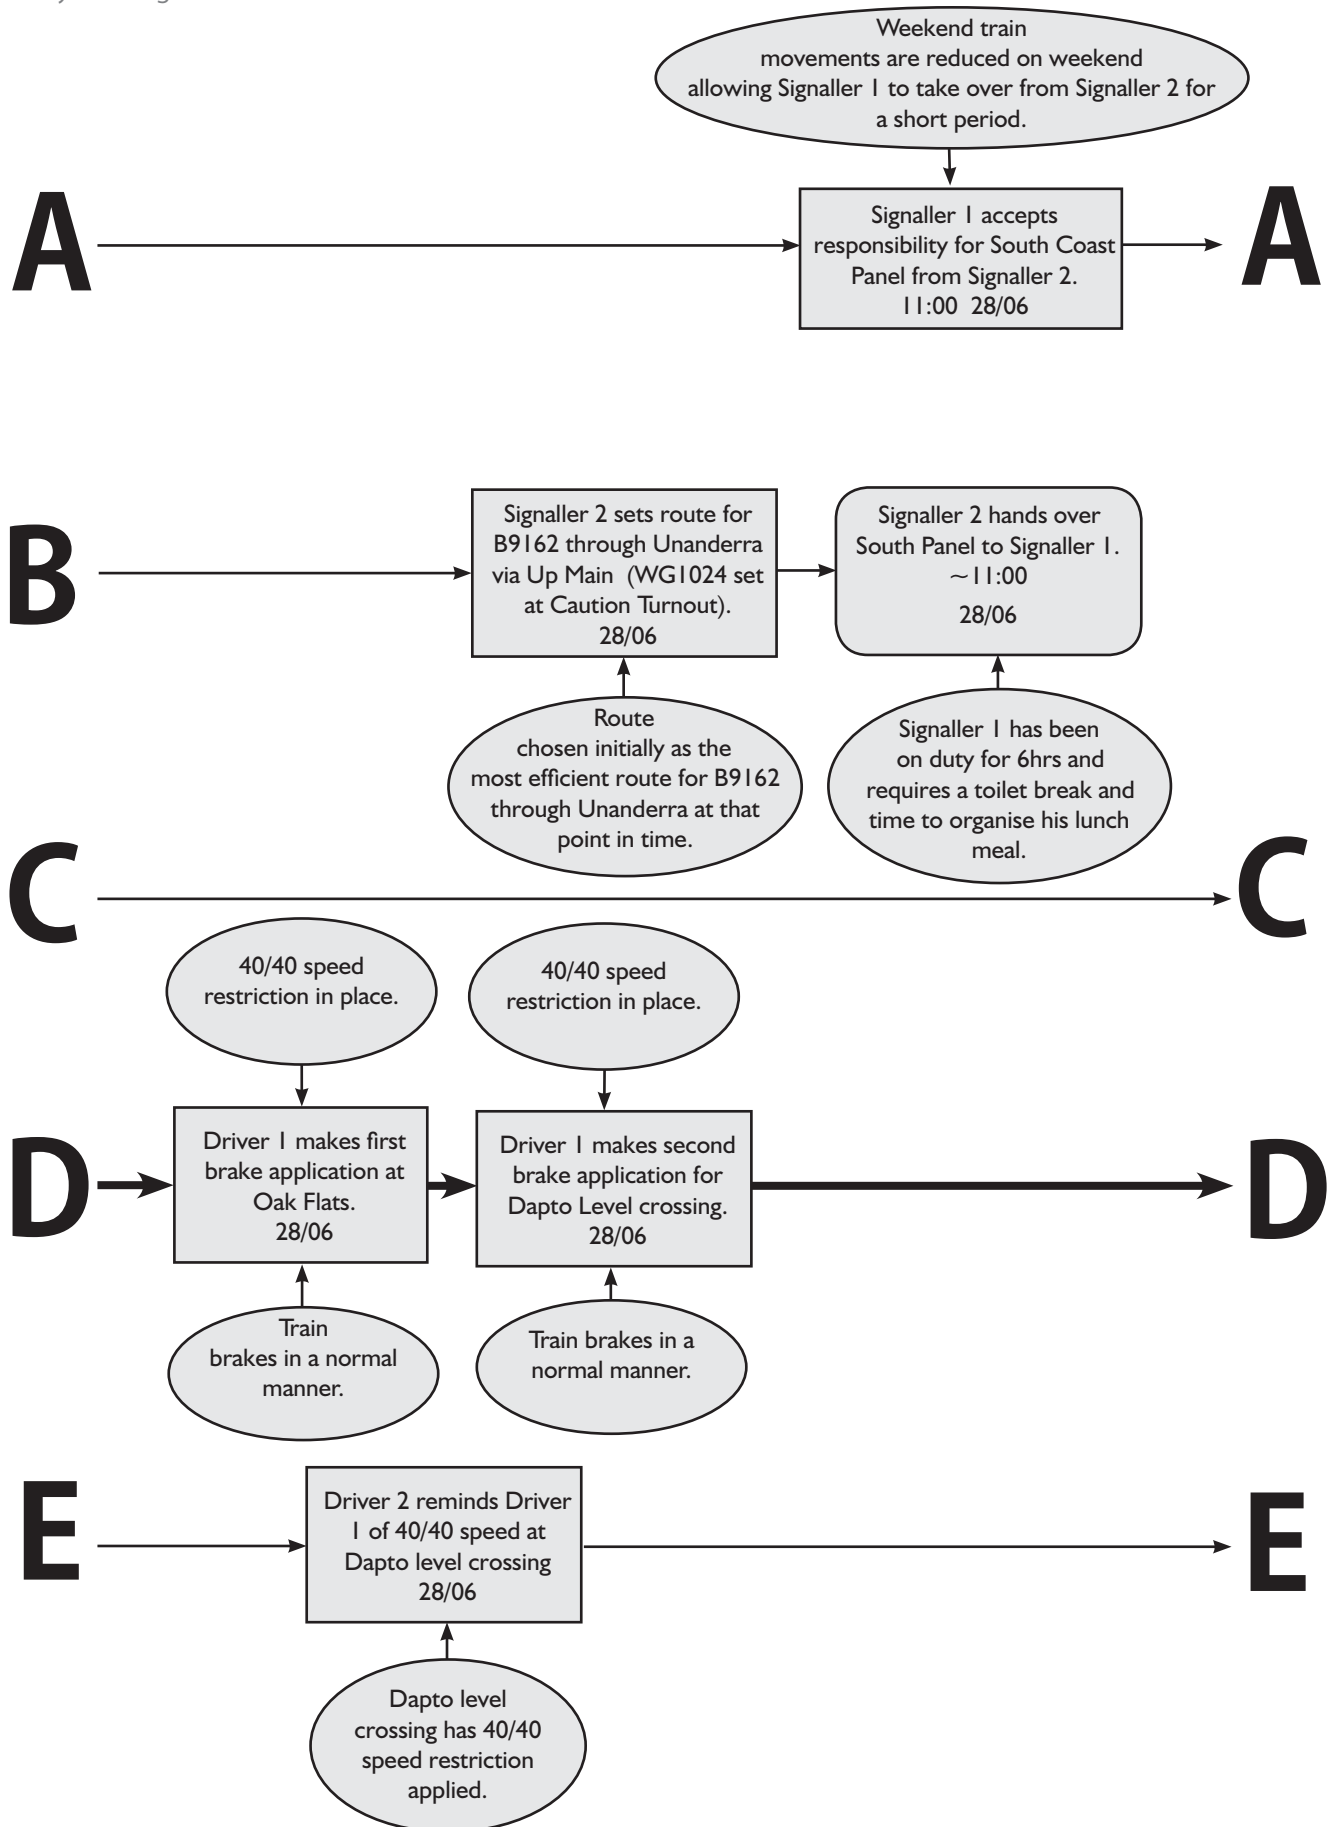 Weekend train
movements are reduced on weekend
allowing Signaller 1 to take over from Signaller 2 for
a short period.
A
Signaller 1 accepts
responsibility for South Coast
Panel from Signaller 2.
11:00 28/06
A
B
Signaller 2 sets route for
B9162 through Unanderra
via Up Main (WG1024 set
at Caution Turnout).
28/06
Signaller 2 hands over
South Panel to Signaller 1.
~11:00
28/06
Route
chosen initially as the
most efficient route for B9162
through Unanderra at that
point in time.
Signaller 1 has been
on duty for 6hrs and
requires a toilet break and
time to organise his lunch
meal.
C
C
40/40 speed
restriction in place.
40/40 speed
restriction in place.
D
Driver 1 makes first
brake application at
Oak Flats.
28/06
Driver 1 makes second
brake application for
Dapto Level crossing.
28/06
D
Train
brakes in a normal
manner.
Train brakes in a
normal manner.
E
Driver 2 reminds Driver
1 of 40/40 speed at
Dapto level crossing
28/06
E
Dapto level
crossing has 40/40
speed restriction
applied.